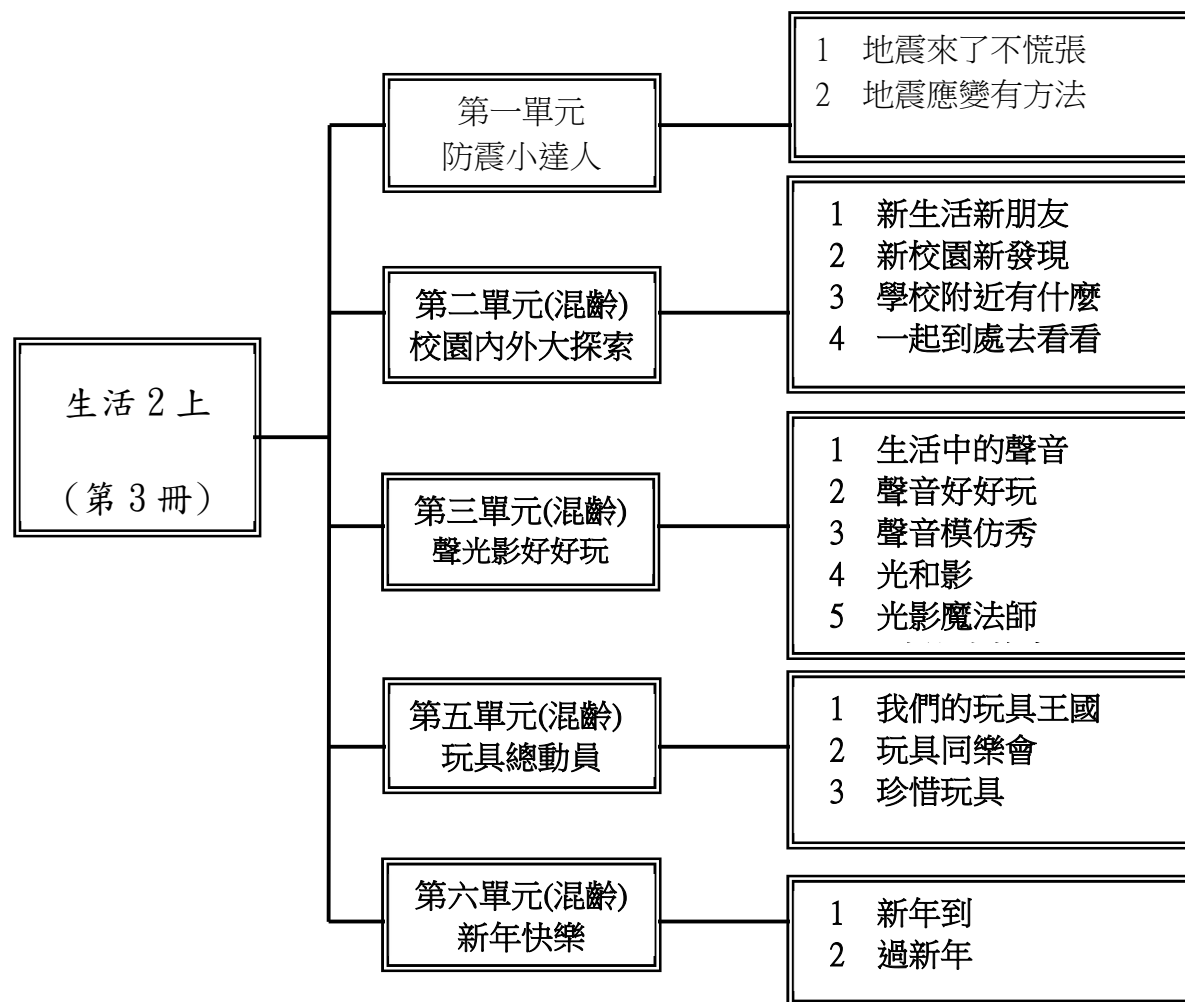 生活 2 上
（第 3 冊）
第一單元
防震小達人
1 地震來了不慌張
2 地震應變有方法
第二單元(混齡)
校園內外大探索
1 新生活新朋友
2 新校園新發現
3 學校附近有什麼
4 一起到處去看看
第三單元(混齡)
聲光影好好玩
1 生活中的聲音
2 聲音好好玩
3 聲音模仿秀
4 光和影
5 光影魔法師
第五單元(混齡)
玩具總動員
1 我們的玩具王國
2 玩具同樂會
3 珍惜玩具
第六單元(混齡)
新年快樂
1 新年到
2 過新年